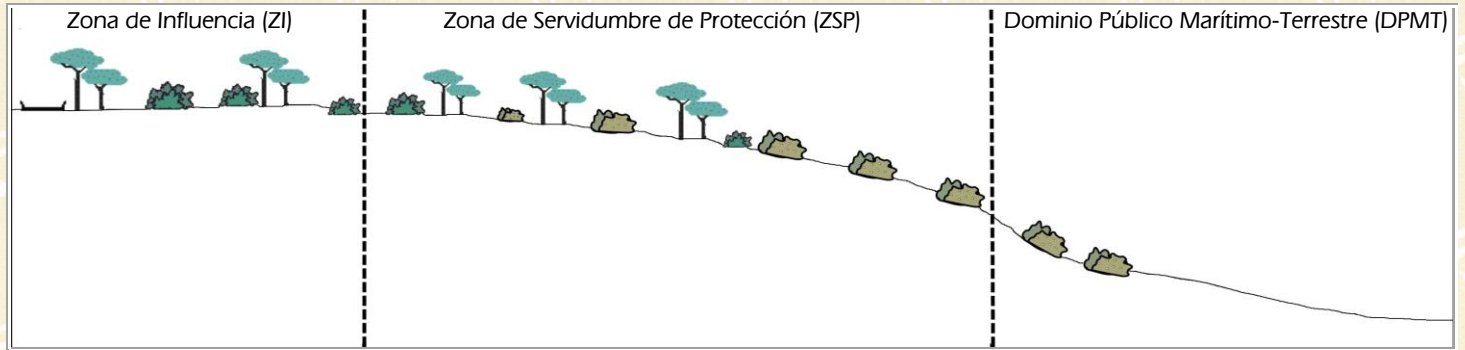 Zona de Influencia (ZI)
Zona de Servidumbre de Protección (ZSP)
Dominio Público Marítimo-Terrestre (DPMT)